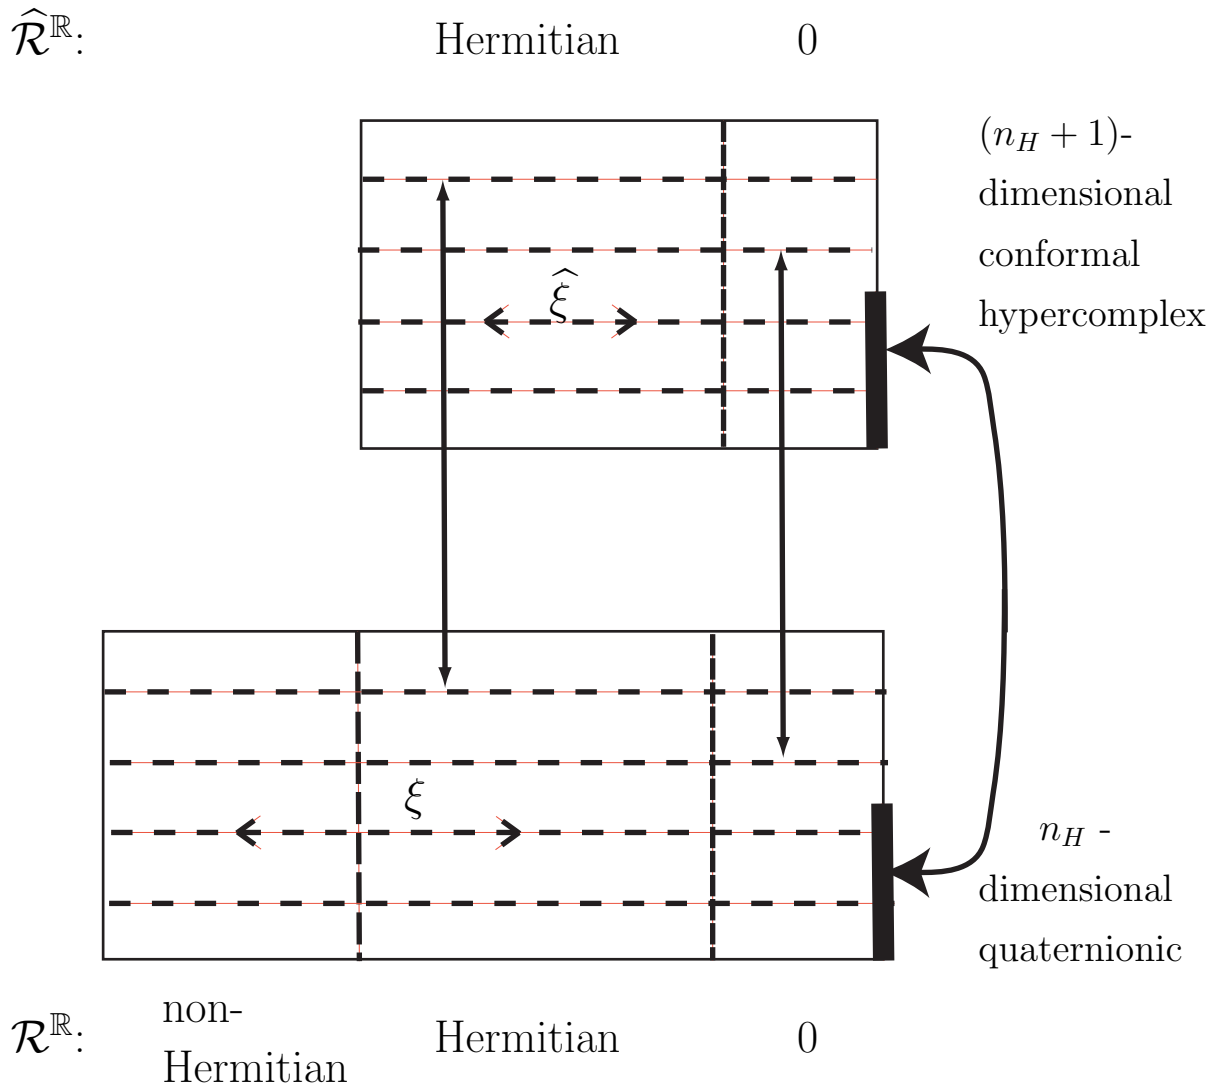 $\widehat{\mathcal{R}}^{\mathbb{R}}$: Hermitian 0
$(n_H + 1)$-
dimensional
conformal
hypercomplex
$\widehat{\xi}$
$\xi$
$n_H$ -
dimensional
quaternionic
non-
$\mathcal{R}^{\mathbb{R}}$: Hermitian 0
Hermitian